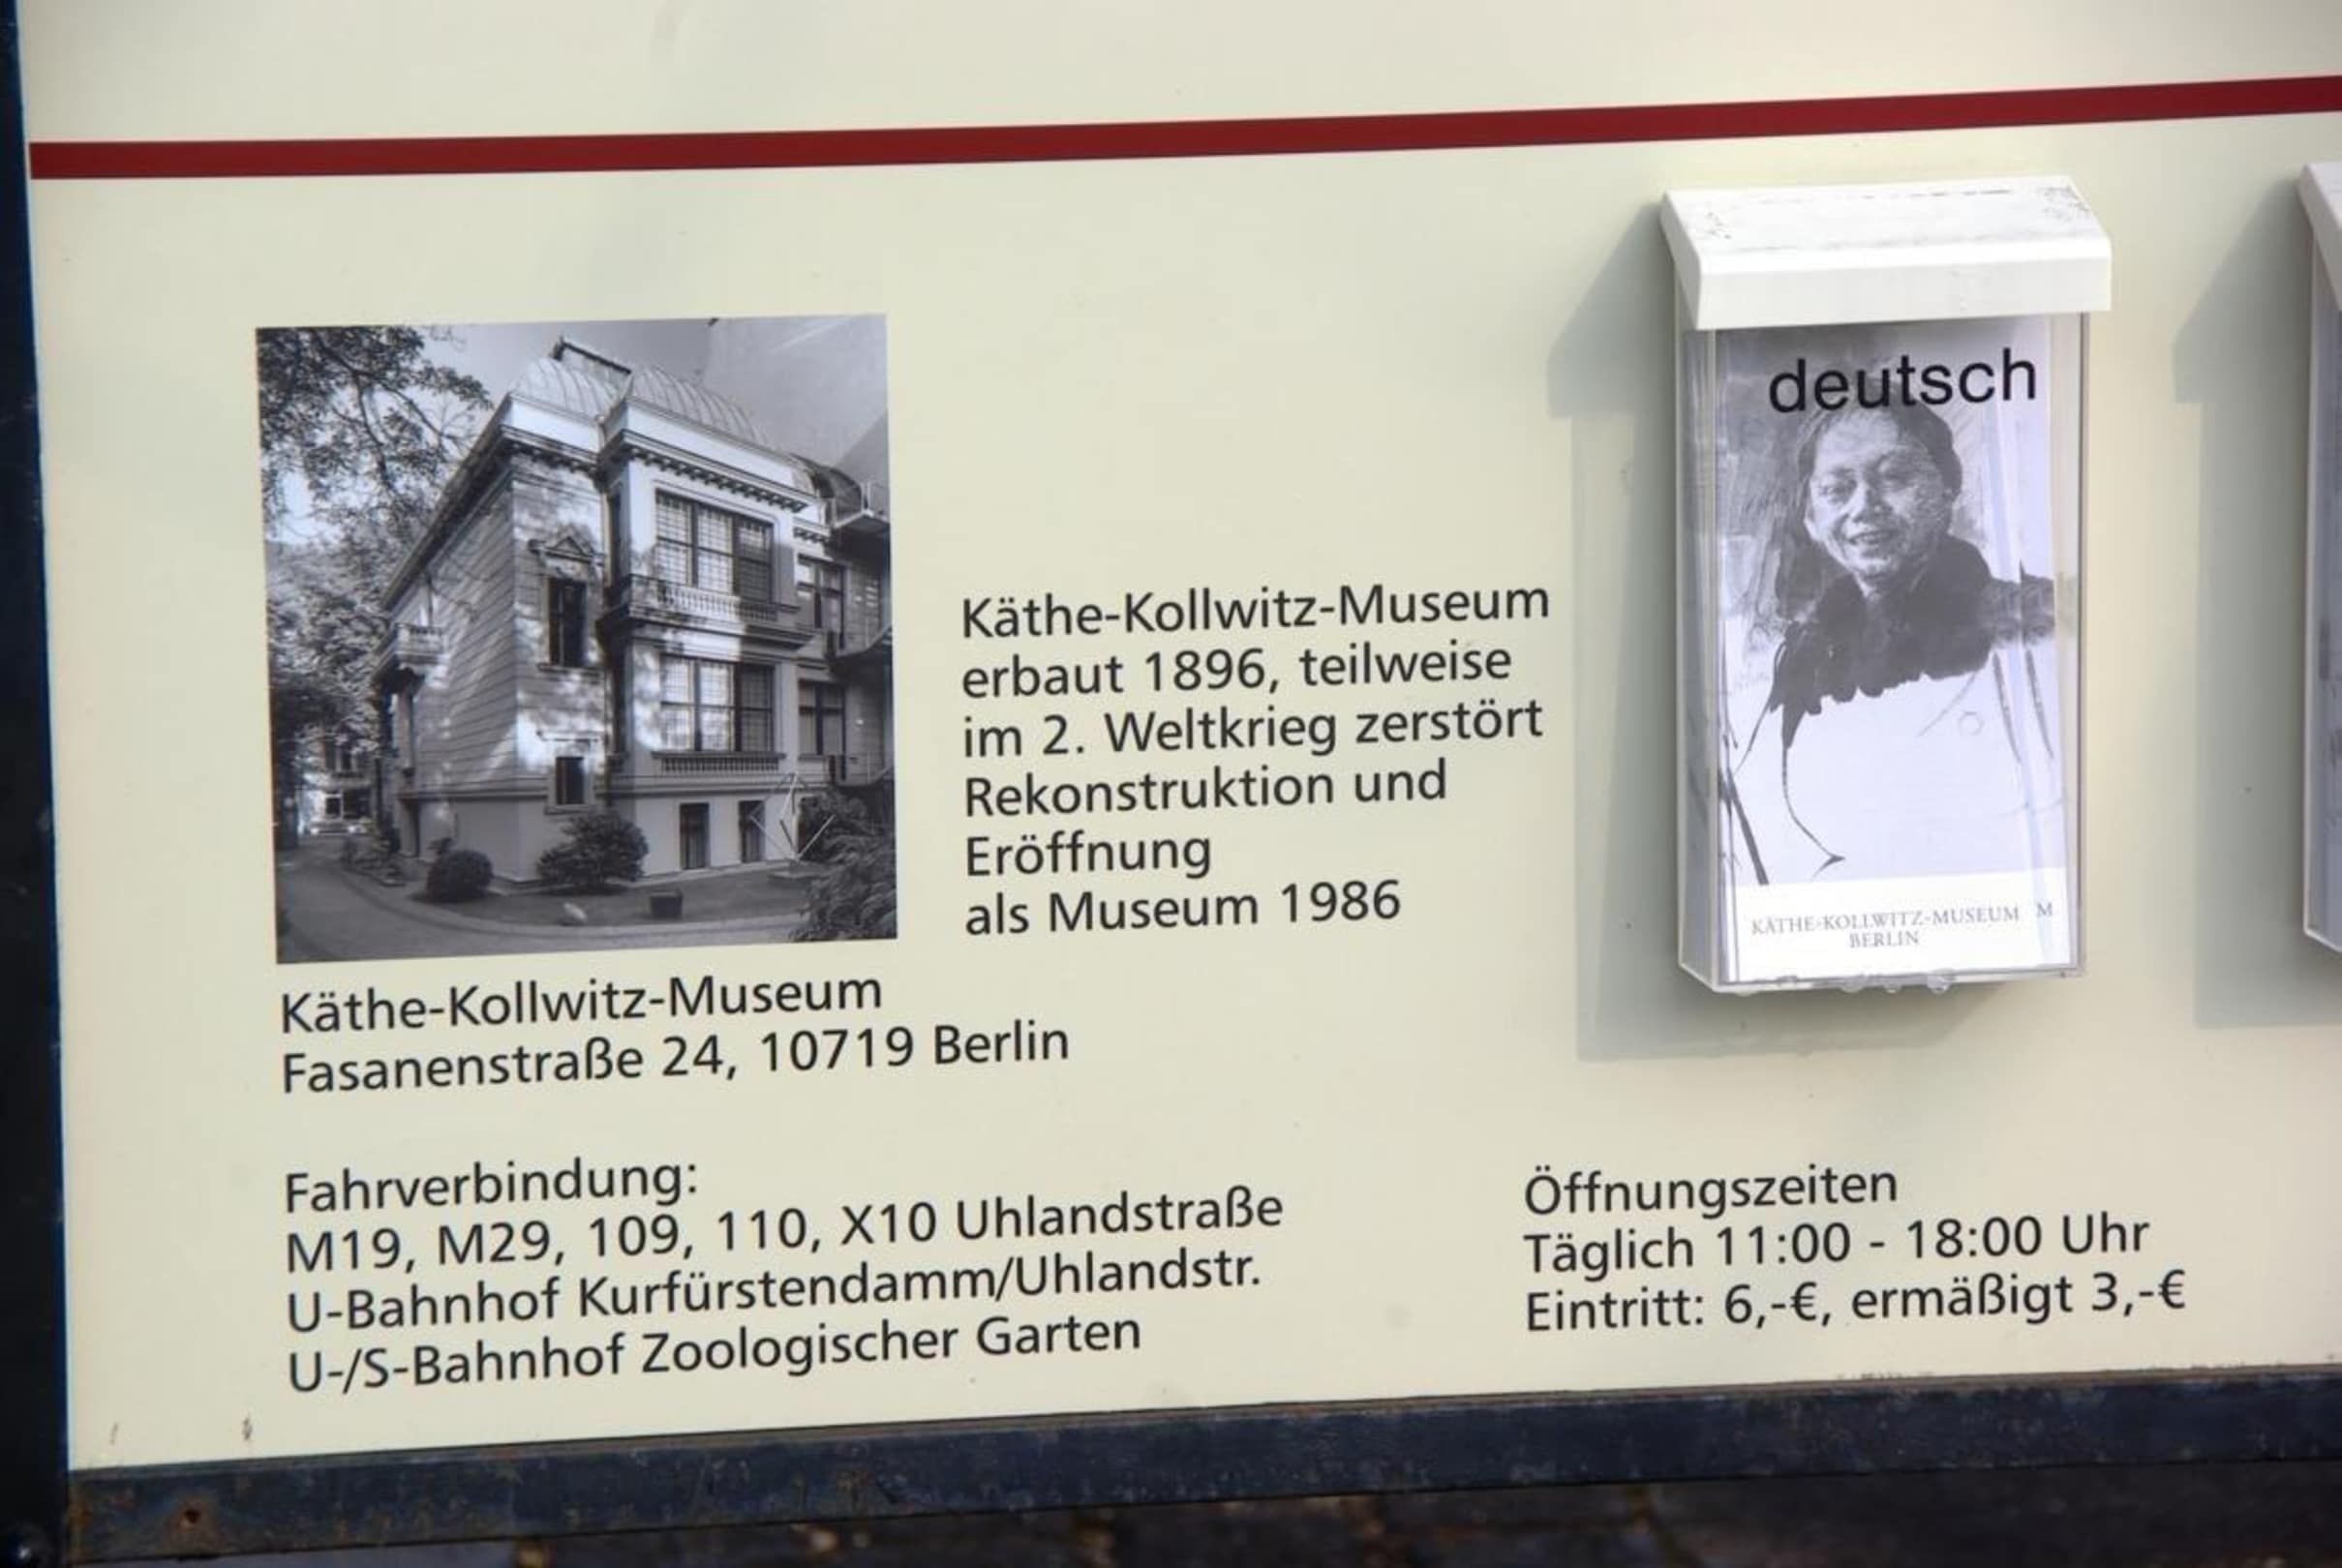 Käthe-Kollwitz-Museum
erbaut 1896, teilweise
im 2. Weltkrieg zerstört
Rekonstruktion und
Eröffnung
als Museum 1986
Käthe-Kollwitz-Museum
Fasanenstraße 24, 10719 Berlin
Fahrverbindung:
M19, M29, 109, 110, X10 Uhlandstraße
U-Bahnhof Kurfürstendamm/Uhlandstr.
U-/S-Bahnhof Zoologischer Garten
deutsch
KÄTHE-KOLLWITZ-MUSEUM M
BERLIN
Öffnungszeiten
Täglich 11:00 - 18:00 Uhr
Eintritt: 6,-€, ermäßigt 3,-€